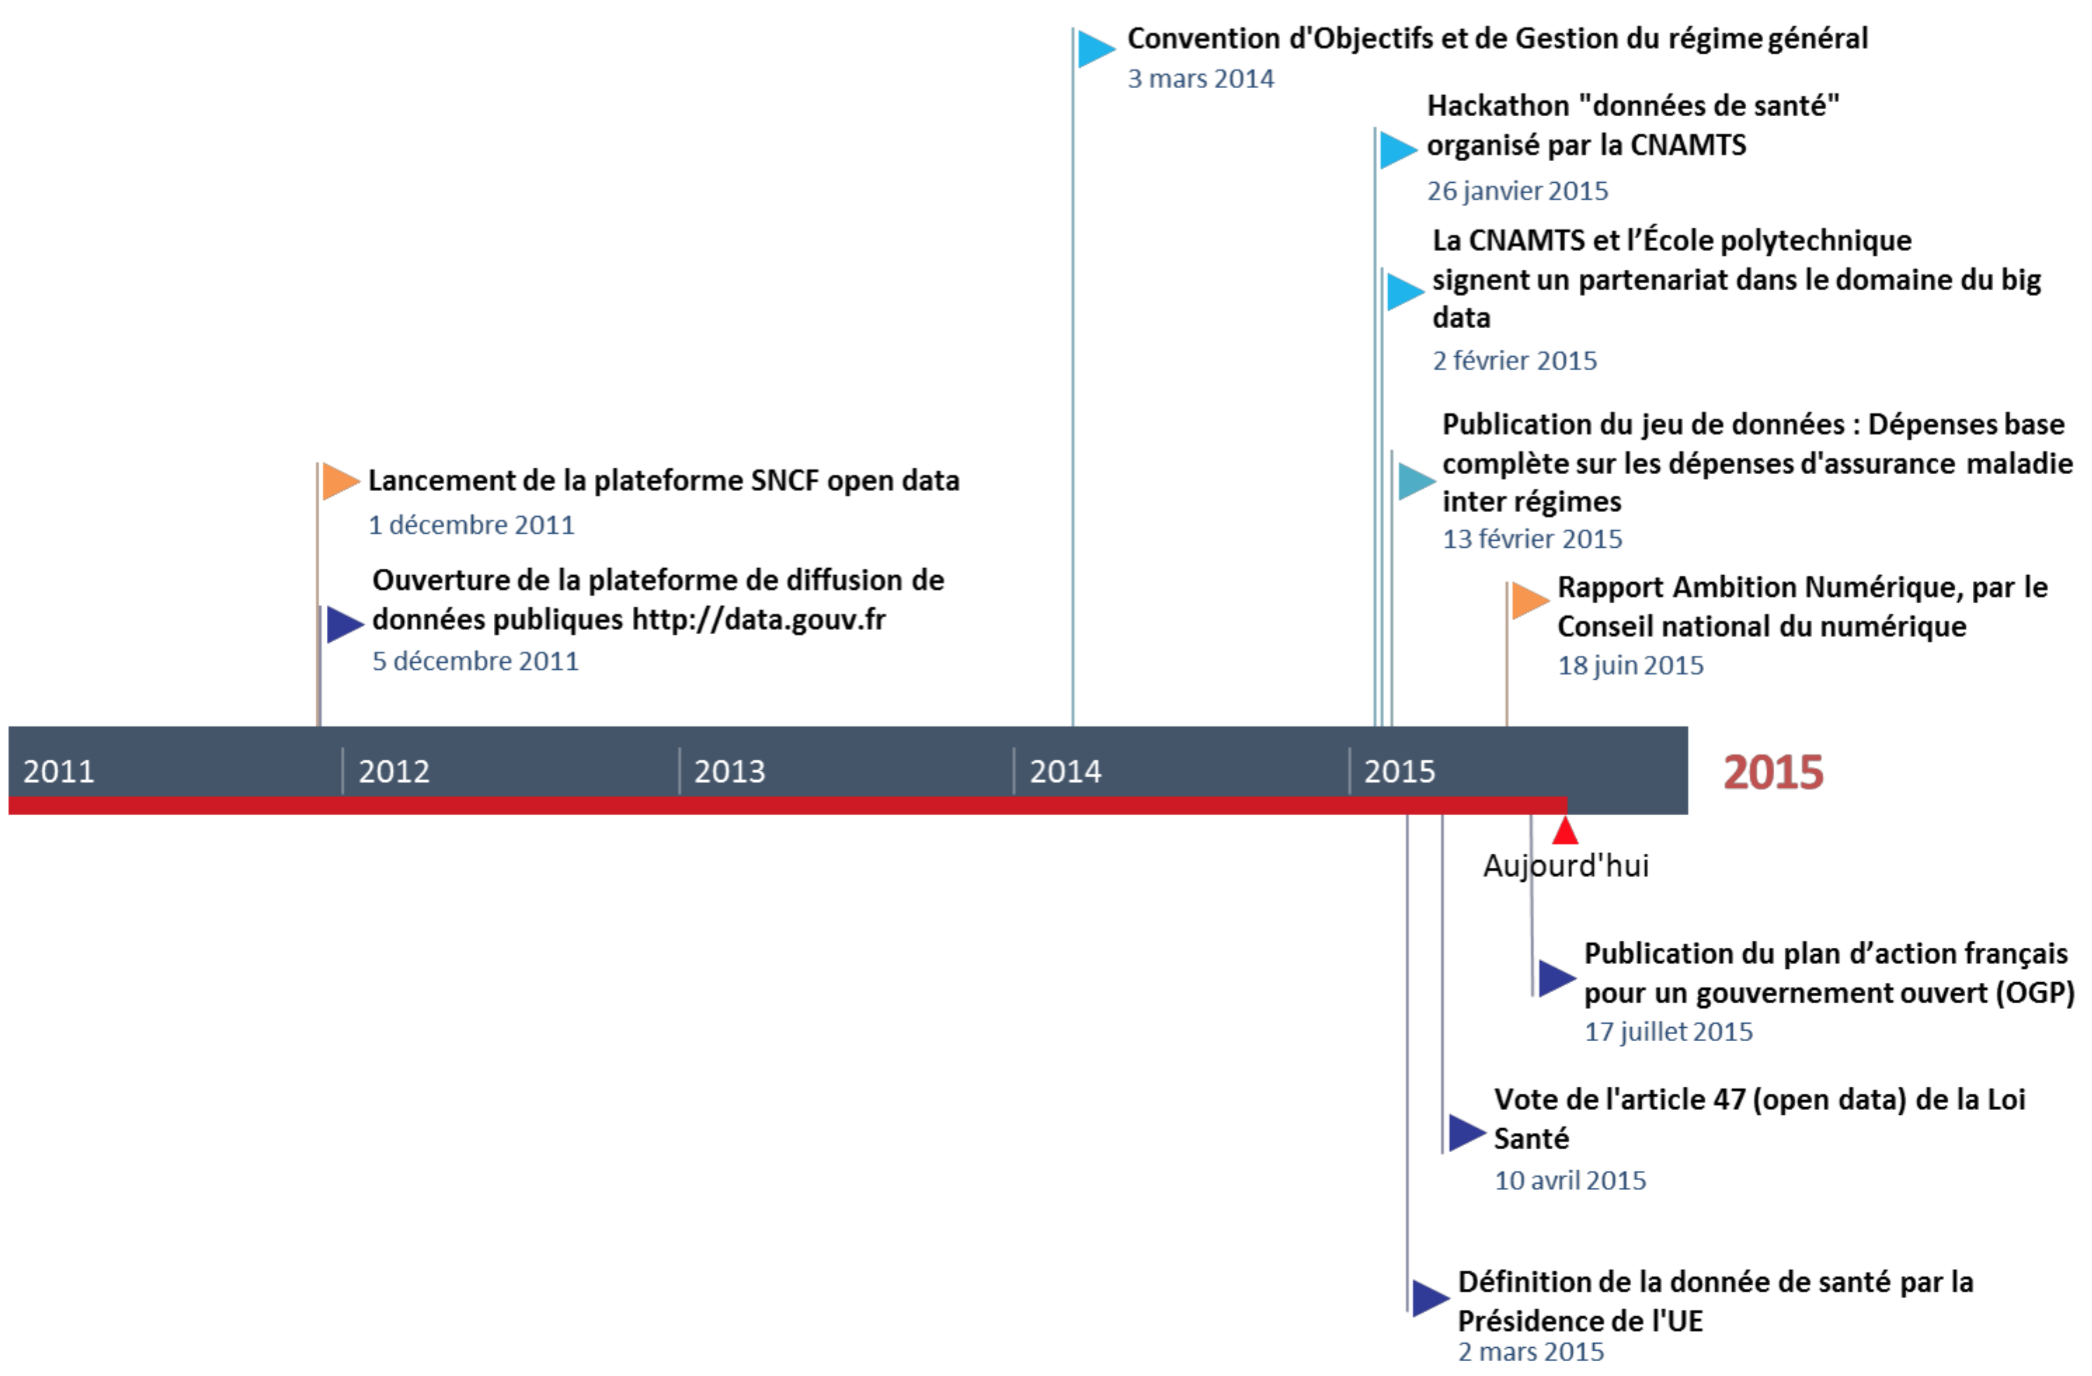 Convention d'Objectifs et de Gestion du régime général
3 mars 2014
Hackathon "données de santé"
organisé par la CNAMTS
26 janvier 2015
La CNAMTS et l’École polytechnique
signent un partenariat dans le domaine du big
data
2 février 2015
Publication du jeu de données : Dépenses base
complète sur les dépenses d'assurance maladie
inter régimes
13 février 2015
Lancement de la plateforme SNCF open data
1 décembre 2011
Ouverture de la plateforme de diffusion de
données publiques http://data.gouv.fr
5 décembre 2011
Rapport Ambition Numérique, par le
Conseil national du numérique
18 juin 2015
2011
2012
2013
2014
2015
2015
Aujourd'hui
Publication du plan d’action français
pour un gouvernement ouvert (OGP)
17 juillet 2015
Vote de l'article 47 (open data) de la Loi
Santé
10 avril 2015
Définition de la donnée de santé par la
Présidence de l'UE
2 mars 2015